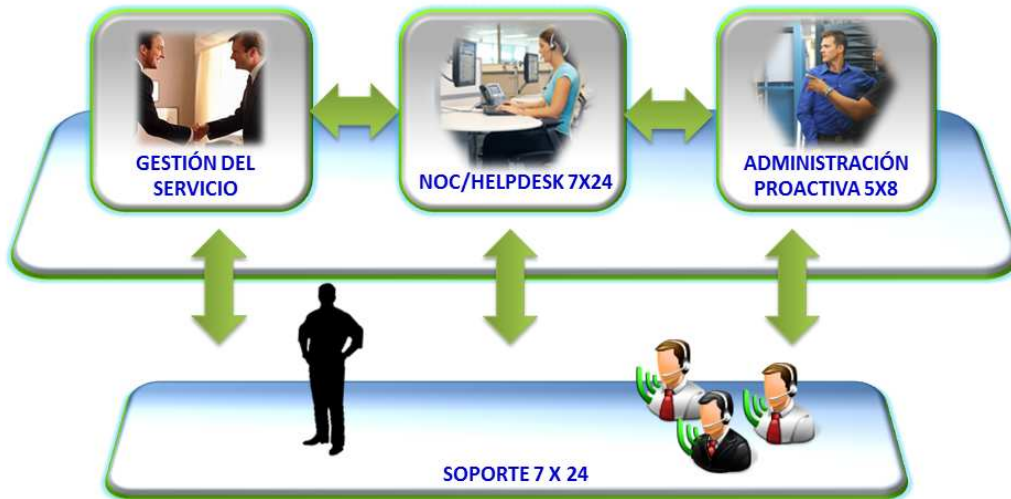 GESTIÓN DEL
SERVICIO
NOC/HELPDESK 7X24
ADMINISTRACIÓN
PROACTIVA 5X8
SOPORTE 7 X 24